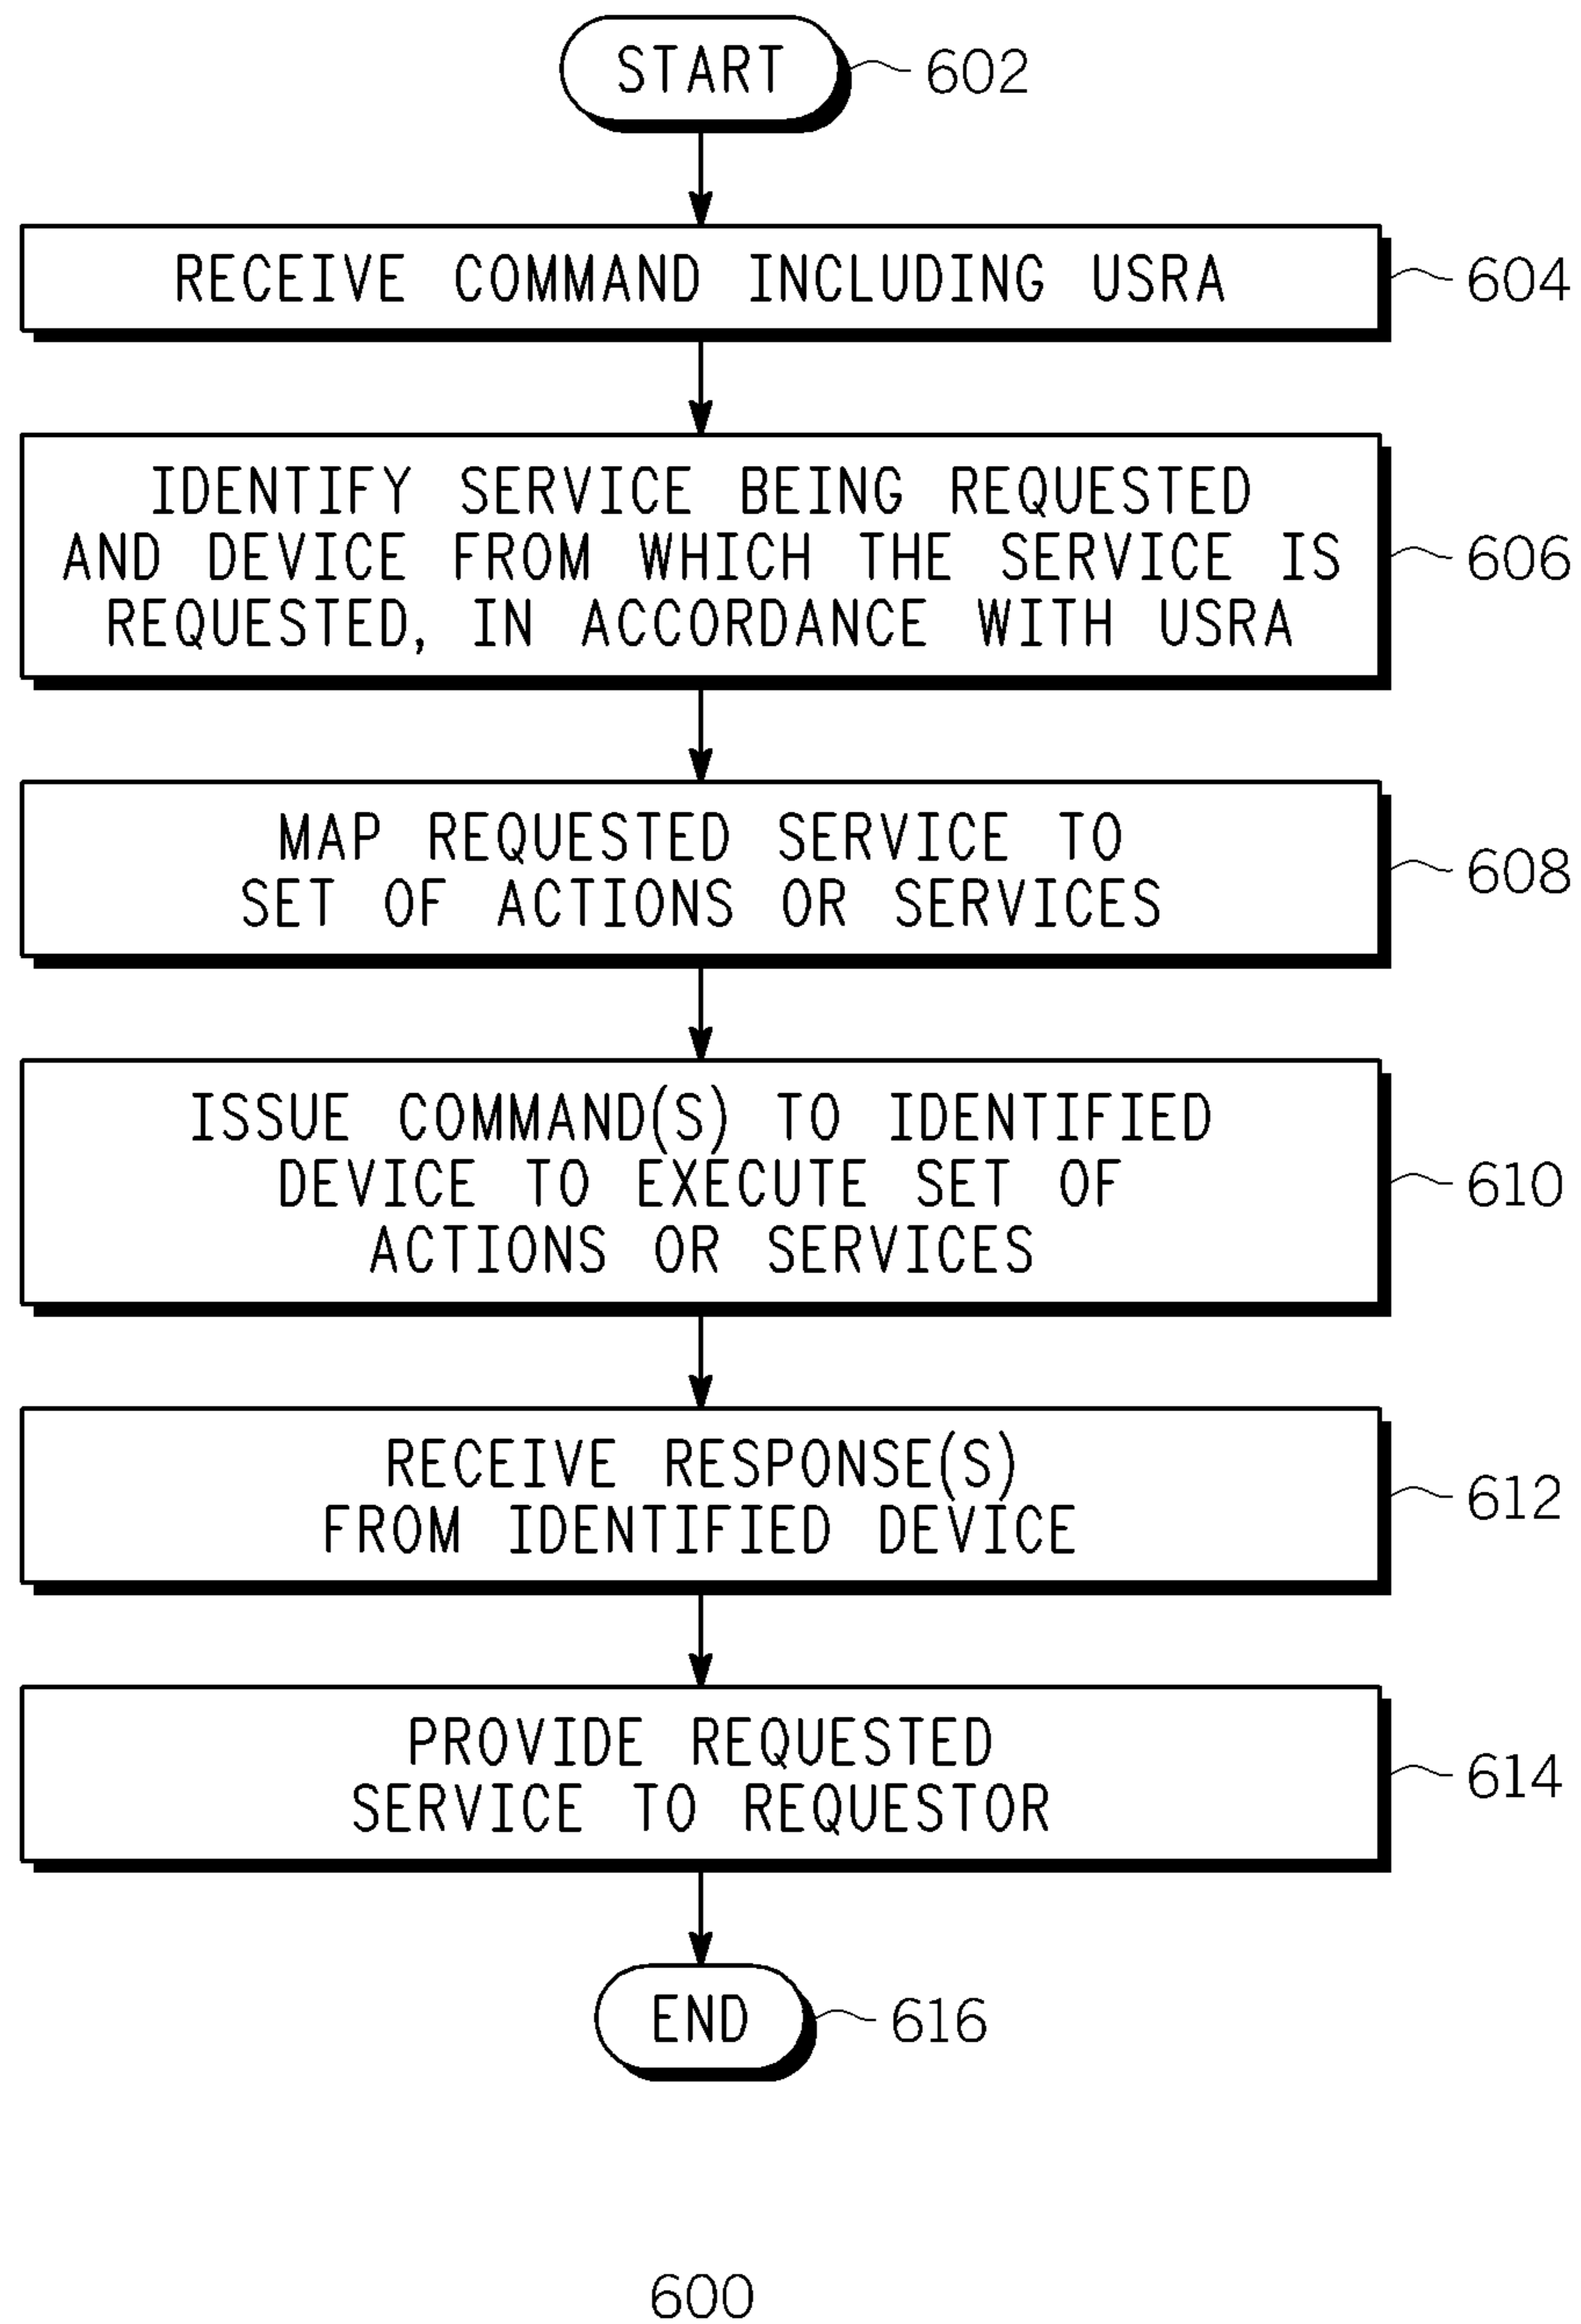 START
602
RECEIVE COMMAND INCLUDING USRA
604
IDENTIFY SERVICE BEING REQUESTED
AND DEVICE FROM WHICH THE SERVICE IS
REQUESTED, IN ACCORDANCE WITH USRA
606
MAP REQUESTED SERVICE TO
SET OF ACTIONS OR SERVICES
608
ISSUE COMMAND(S) TO IDENTIFIED
DEVICE TO EXECUTE SET OF
ACTIONS OR SERVICES
610
RECEIVE RESPONSE(S)
FROM IDENTIFIED DEVICE
612
PROVIDE REQUESTED
SERVICE TO REQUESTOR
614
END
616
600